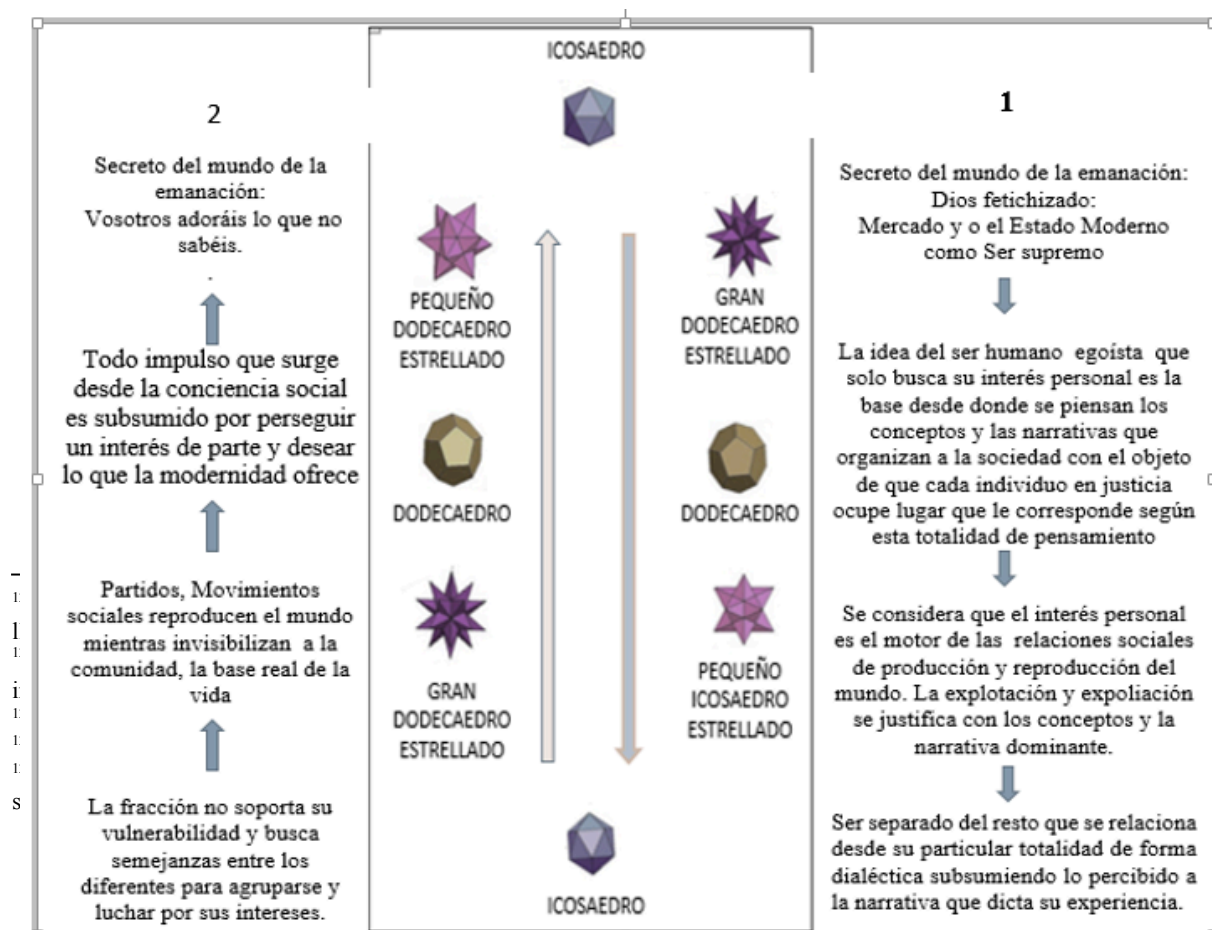 2
Secreto del mundo de la
emanación:
Vosotros adoráis lo que no
sabéis.
.
Todo impulso que surge
desde la conciencia social
es subsumido por perseguir
un interés de parte y desear
lo que la modernidad ofrece
Partidos, Movimientos
sociales reproducen el mundo
mientras invisibilizan a la
comunidad, la base real de la
vida
La fracción no soporta su
vulnerabilidad y busca
semejanzas entre los
diferentes para agruparse y
luchar por sus intereses.
ICOSAEDRO
PEQUEÑO
DODECAEDRO
ESTRELLADO
DODECAEDRO
GRAN
DODECAEDRO
ESTRELLADO
GRAN
DODECAEDRO
ESTRELLADO
DODECAEDRO
PEQUEÑO
ICOSAEDRO
ESTRELLADO
ICOSAEDRO
1
Secreto del mundo de la emanación:
Dios fetichizado:
Mercado y o el Estado Moderno
como Ser supremo
La idea del ser humano egoísta que
solo busca su interés personal es la
base desde donde se piensan los
conceptos y las narrativas que
organizan a la sociedad con el objeto
de que cada individuo en justicia
ocupe lugar que le corresponde según
esta totalidad de pensamiento
Se considera que el interés personal
es el motor de las relaciones sociales
de producción y reproducción del
mundo. La explotación y expoliación
se justifica con los conceptos y la
narrativa dominante.
Ser separado del resto que se relaciona
desde su particular totalidad de forma
dialéctica subsumiendo lo percibido a
la narrativa que dicta su experiencia.